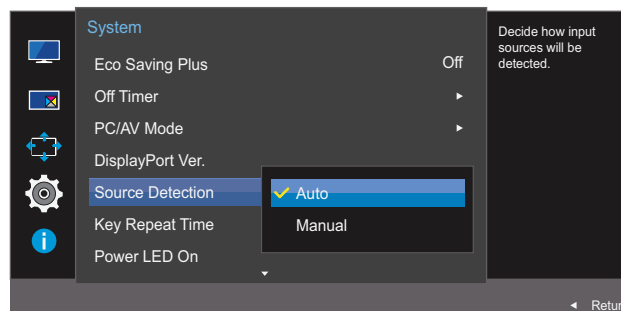 System
Eco Saving Plus Off
Off Timer
PC/AV Mode
DisplayPort Ver.
Source Detection
Auto
Manual
Key Repeat Time
Power LED On
Decide how input
sources will be
detected.